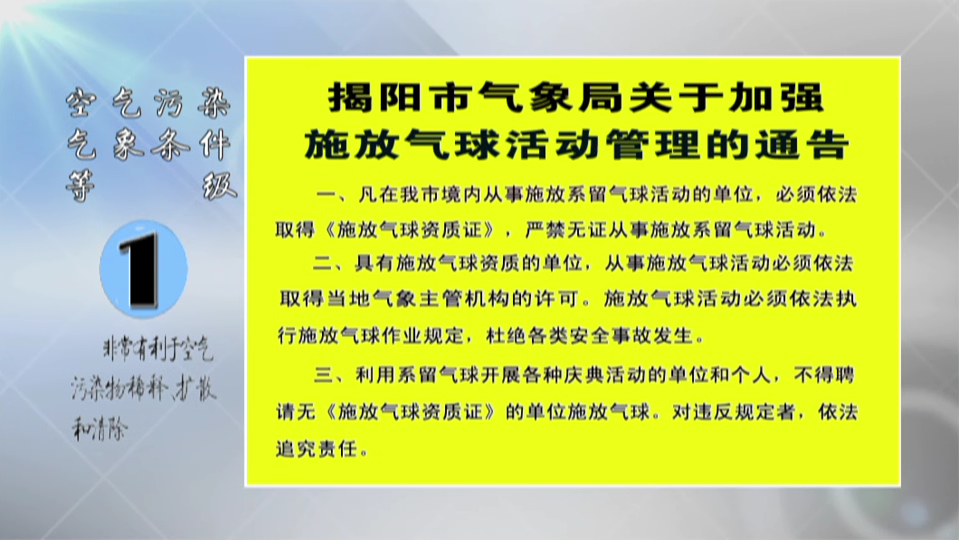 空气污染
气象条件
等级
1
非常有利于空气
污染物稀释、扩散
和清除
揭阳市气象局关于加强
施放气球活动管理的通告
一、凡在我市境内从事施放系留气球活动的单位，必须依法
取得《施放气球资质证》，严禁无证从事施放系留气球活动。
二、具有施放气球资质的单位，从事施放气球活动必须依法
取得当地气象主管机构的许可。施放气球活动必须依法执
行施放气球作业规定，杜绝各类安全事故发生。
三、利用系留气球开展各种庆典活动的单位和个人，不得聘
请无《施放气球资质证》的单位施放气球。对违反规定者，依法
追究责任。